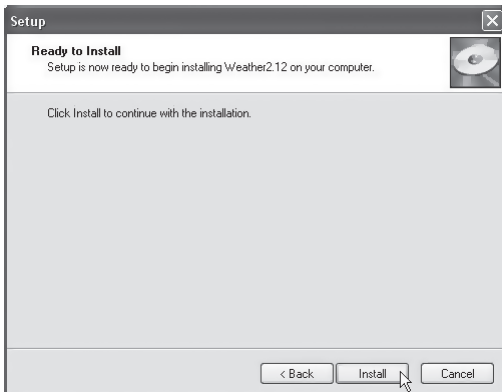 Setup
Ready to Install
Setup is now ready to begin installing Weather2.12 on your computer.
Click Install to continue with the installation.
< Back
Install
Cancel